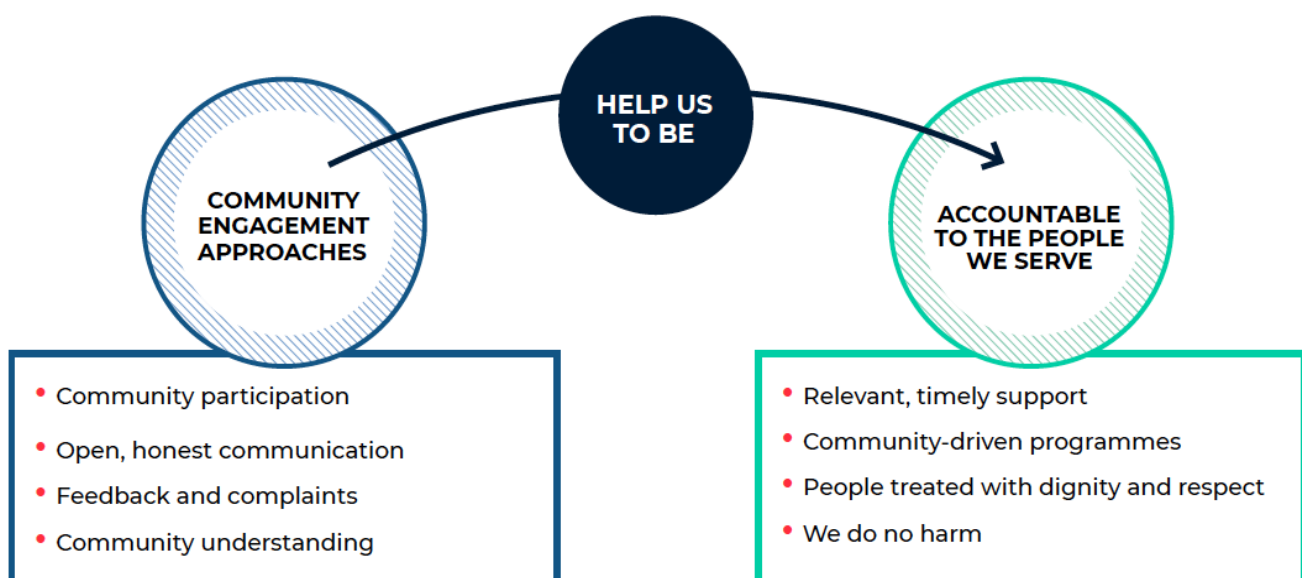 HELP US
TO BE
COMMUNITY
ENGAGEMENT
APPROACHES
ACCOUNTABLE
TO THE PEOPLE
WE SERVE
• Community participation
• Open, honest communication
• Feedback and complaints
• Community understanding
• Relevant, timely support
• Community-driven programmes
• People treated with dignity and respect
• We do no harm